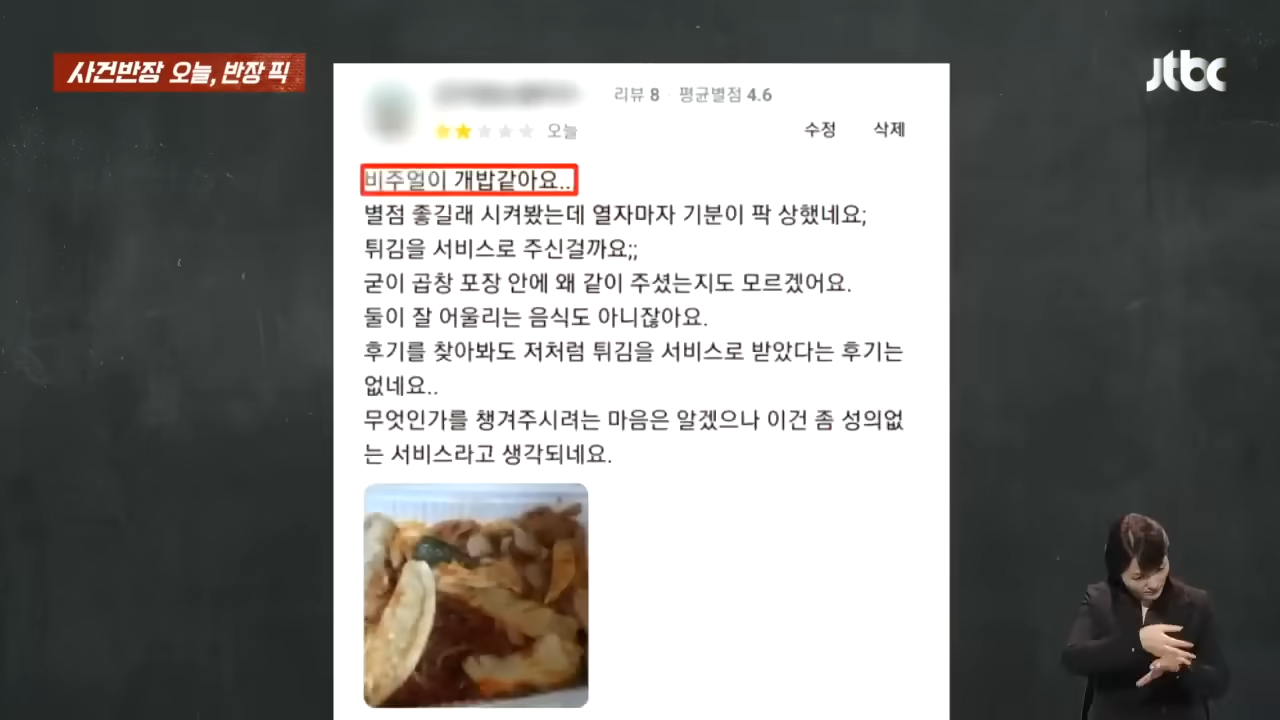 사건반장 오늘, 반장 픽
jtbc
리뷰 8 · 평균별점 4.6
오늘
수정 삭제
비주얼이 개밥같아요..
별점 좋길래 시켜봤는데 열자마자 기분이 팍 상했네요;
튀김을 서비스로 주신걸까요;;
굳이 곱창 포장 안에 왜 같이 주셨는지도 모르겠어요.
둘이 잘 어울리는 음식도 아니잖아요.
후기를 찾아봐도 저처럼 튀김을 서비스로 받았다는 후기는
없네요..
무엇인가를 챙겨주시려는 마음은 알겠으나 이건 좀 성의없
는 서비스라고 생각되네요.